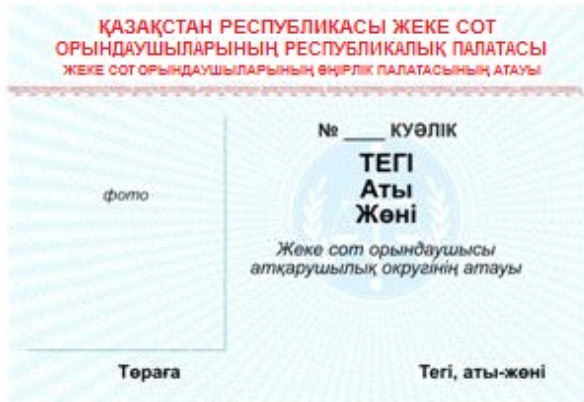 ҚАЗАҚСТАН РЕСПУБЛИКАСЫ ЖЕКЕ СОТ
ОРЫНДАУШЫЛАРЫНЫҢ РЕСПУБЛИКАЛЫҚ ПАЛАТАСЫ
ЖЕКЕ СОТ ОРЫНДАУШЫЛАРЫНЫҢ ӨҢІРЛІК ПАЛАТАСЫНЫҢ АТАУЫ
№ ____ КУӘЛІК
ТЕГІ
Аты
Жөні
фото
Жеке сот орындаушысы
атқарушылық округінің атауы
Төраға
Тегі, аты-жөні